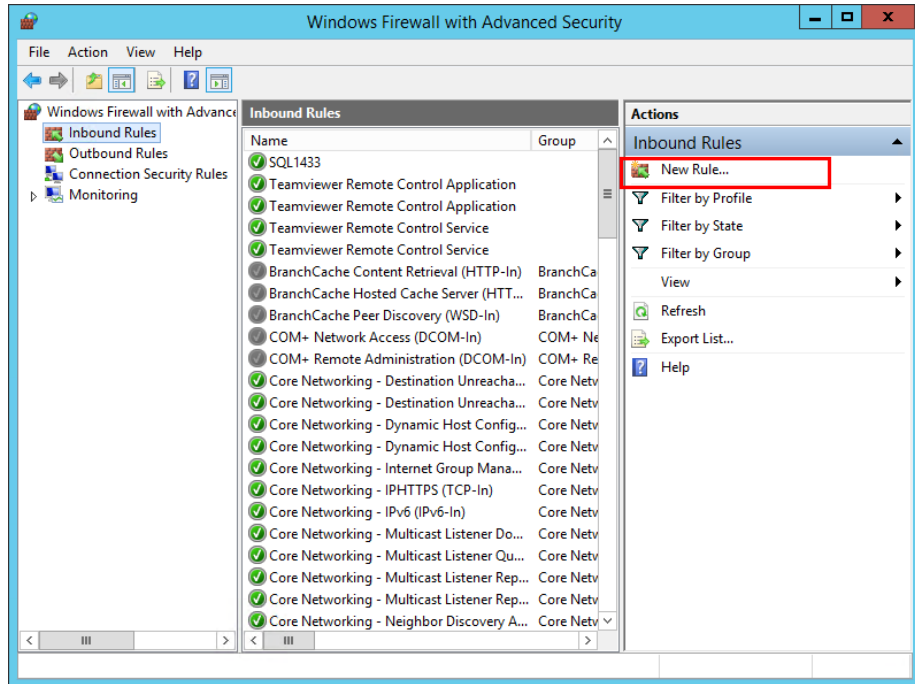 Windows Firewall with Advanced Security
File Action View Help
Windows Firewall with Advance
Inbound Rules
Outbound Rules
Connection Security Rules
Monitoring
Inbound Rules
Name Group
SQL1433
Teamviewer Remote Control Application
Teamviewer Remote Control Application
Teamviewer Remote Control Service
Teamviewer Remote Control Service
BranchCache Content Retrieval (HTTP-In) BranchCa
BranchCache Hosted Cache Server (HTT... BranchCa
BranchCache Peer Discovery (WSD-In) BranchCa
COM+ Network Access (DCOM-In) COM+ Ne
COM+ Remote Administration (DCOM-In) COM+ Re
Core Networking - Destination Unreacha... Core Netv
Core Networking - Destination Unreacha... Core Netv
Core Networking - Dynamic Host Config... Core Netv
Core Networking - Dynamic Host Config... Core Netv
Core Networking - Internet Group Mana... Core Netv
Core Networking - IPHTTPS (TCP-In) Core Netv
Core Networking - IPv6 (IPv6-In) Core Netv
Core Networking - Multicast Listener Do... Core Netv
Core Networking - Multicast Listener Qu... Core Netv
Core Networking - Multicast Listener Rep... Core Netv
Core Networking - Multicast Listener Rep... Core Netv
Core Networking - Neighbor Discovery A... Core Netv
Actions
Inbound Rules
New Rule...
Filter by Profile
Filter by State
Filter by Group
View
Refresh
Export List...
Help